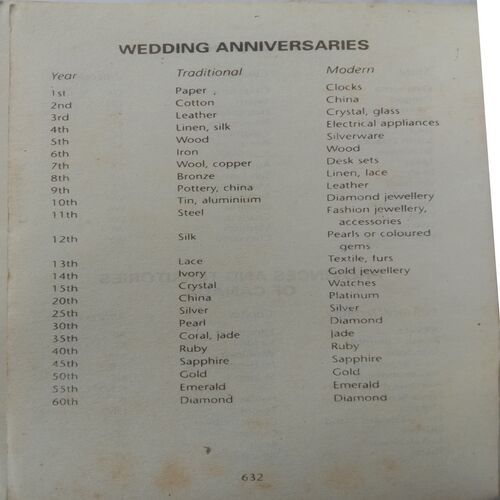 WEDDING ANNIVERSARIES
Year Traditional Modern
1st Paper Clocks
2nd Cotton China
3rd Leather Crystal, glass
4th Linen, silk Electrical appliances
5th Wood Silverware
6th Iron Wood
7th Wool, copper Desk sets
8th Bronze Linen, lace
9th Pottery, china Leather
10th Tin, aluminium Diamond jewellery
11th Steel Fashion jewellery,
accessories
12th Silk Pearls or coloured
gems
13th Lace Textile, furs
14th Ivory Gold jewellery
15th Crystal Watches
20th China Platinum
25th Silver Silver
30th Pearl Diamond
35th Coral, jade Jade
40th Ruby Ruby
45th Sapphire Sapphire
50th Gold Gold
55th Emerald Emerald
60th Diamond Diamond
632